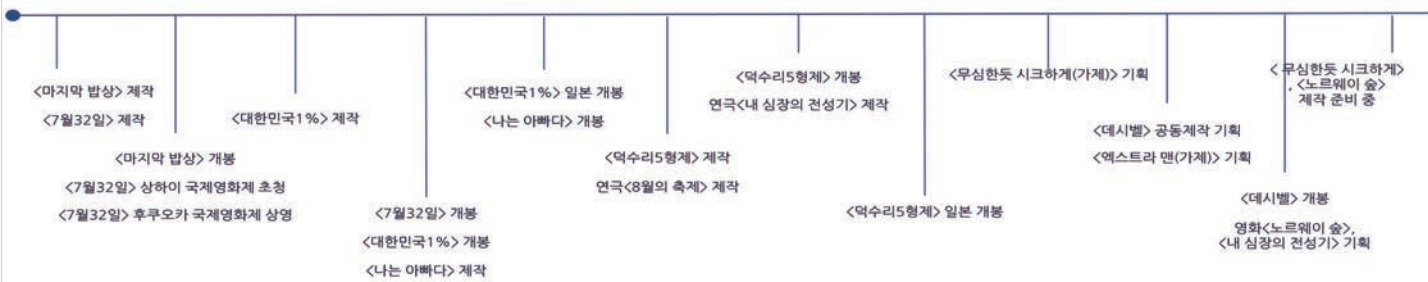 <마지막 밥상> 제작
<7월32일> 제작
<마지막 밥상> 개봉
<7월32일> 상하이 국제영화제 초청
<7월32일> 후쿠오카 국제영화제 상영
<대한민국1%> 제작
<7월32일> 개봉
<대한민국1%> 개봉
<나는 아빠다> 제작
<대한민국1%> 일본 개봉
<나는 아빠다> 개봉
<덕수리5형제> 제작
연극<8월의 축제> 제작
<덕수리5형제> 개봉
연극<내 심장의 전성기> 제작
<덕수리5형제> 일본 개봉
<무심한듯 시크하게(가제)> 기획
<데시벨> 공동제작 기획
<엑스트라 맨(가제)> 기획
<데시벨> 개봉
영화<노르웨이 숲>,
<내 심장의 전성기> 기획
< 무심한듯 시크하게>
, <노르웨이 숲>
제작 준비 중